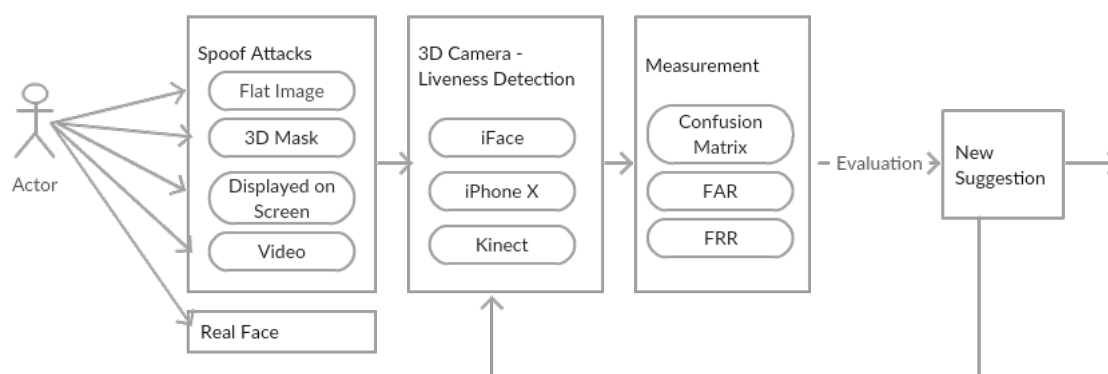 Actor
Spoof Attacks
Flat Image
3D Mask
Displayed on
Screen
Video
Real Face
3D Camera -
Liveness Detection
iFace
iPhone X
Kinect
Measurement
Confusion
Matrix
FAR
FRR
Evaluation
New
Suggestion